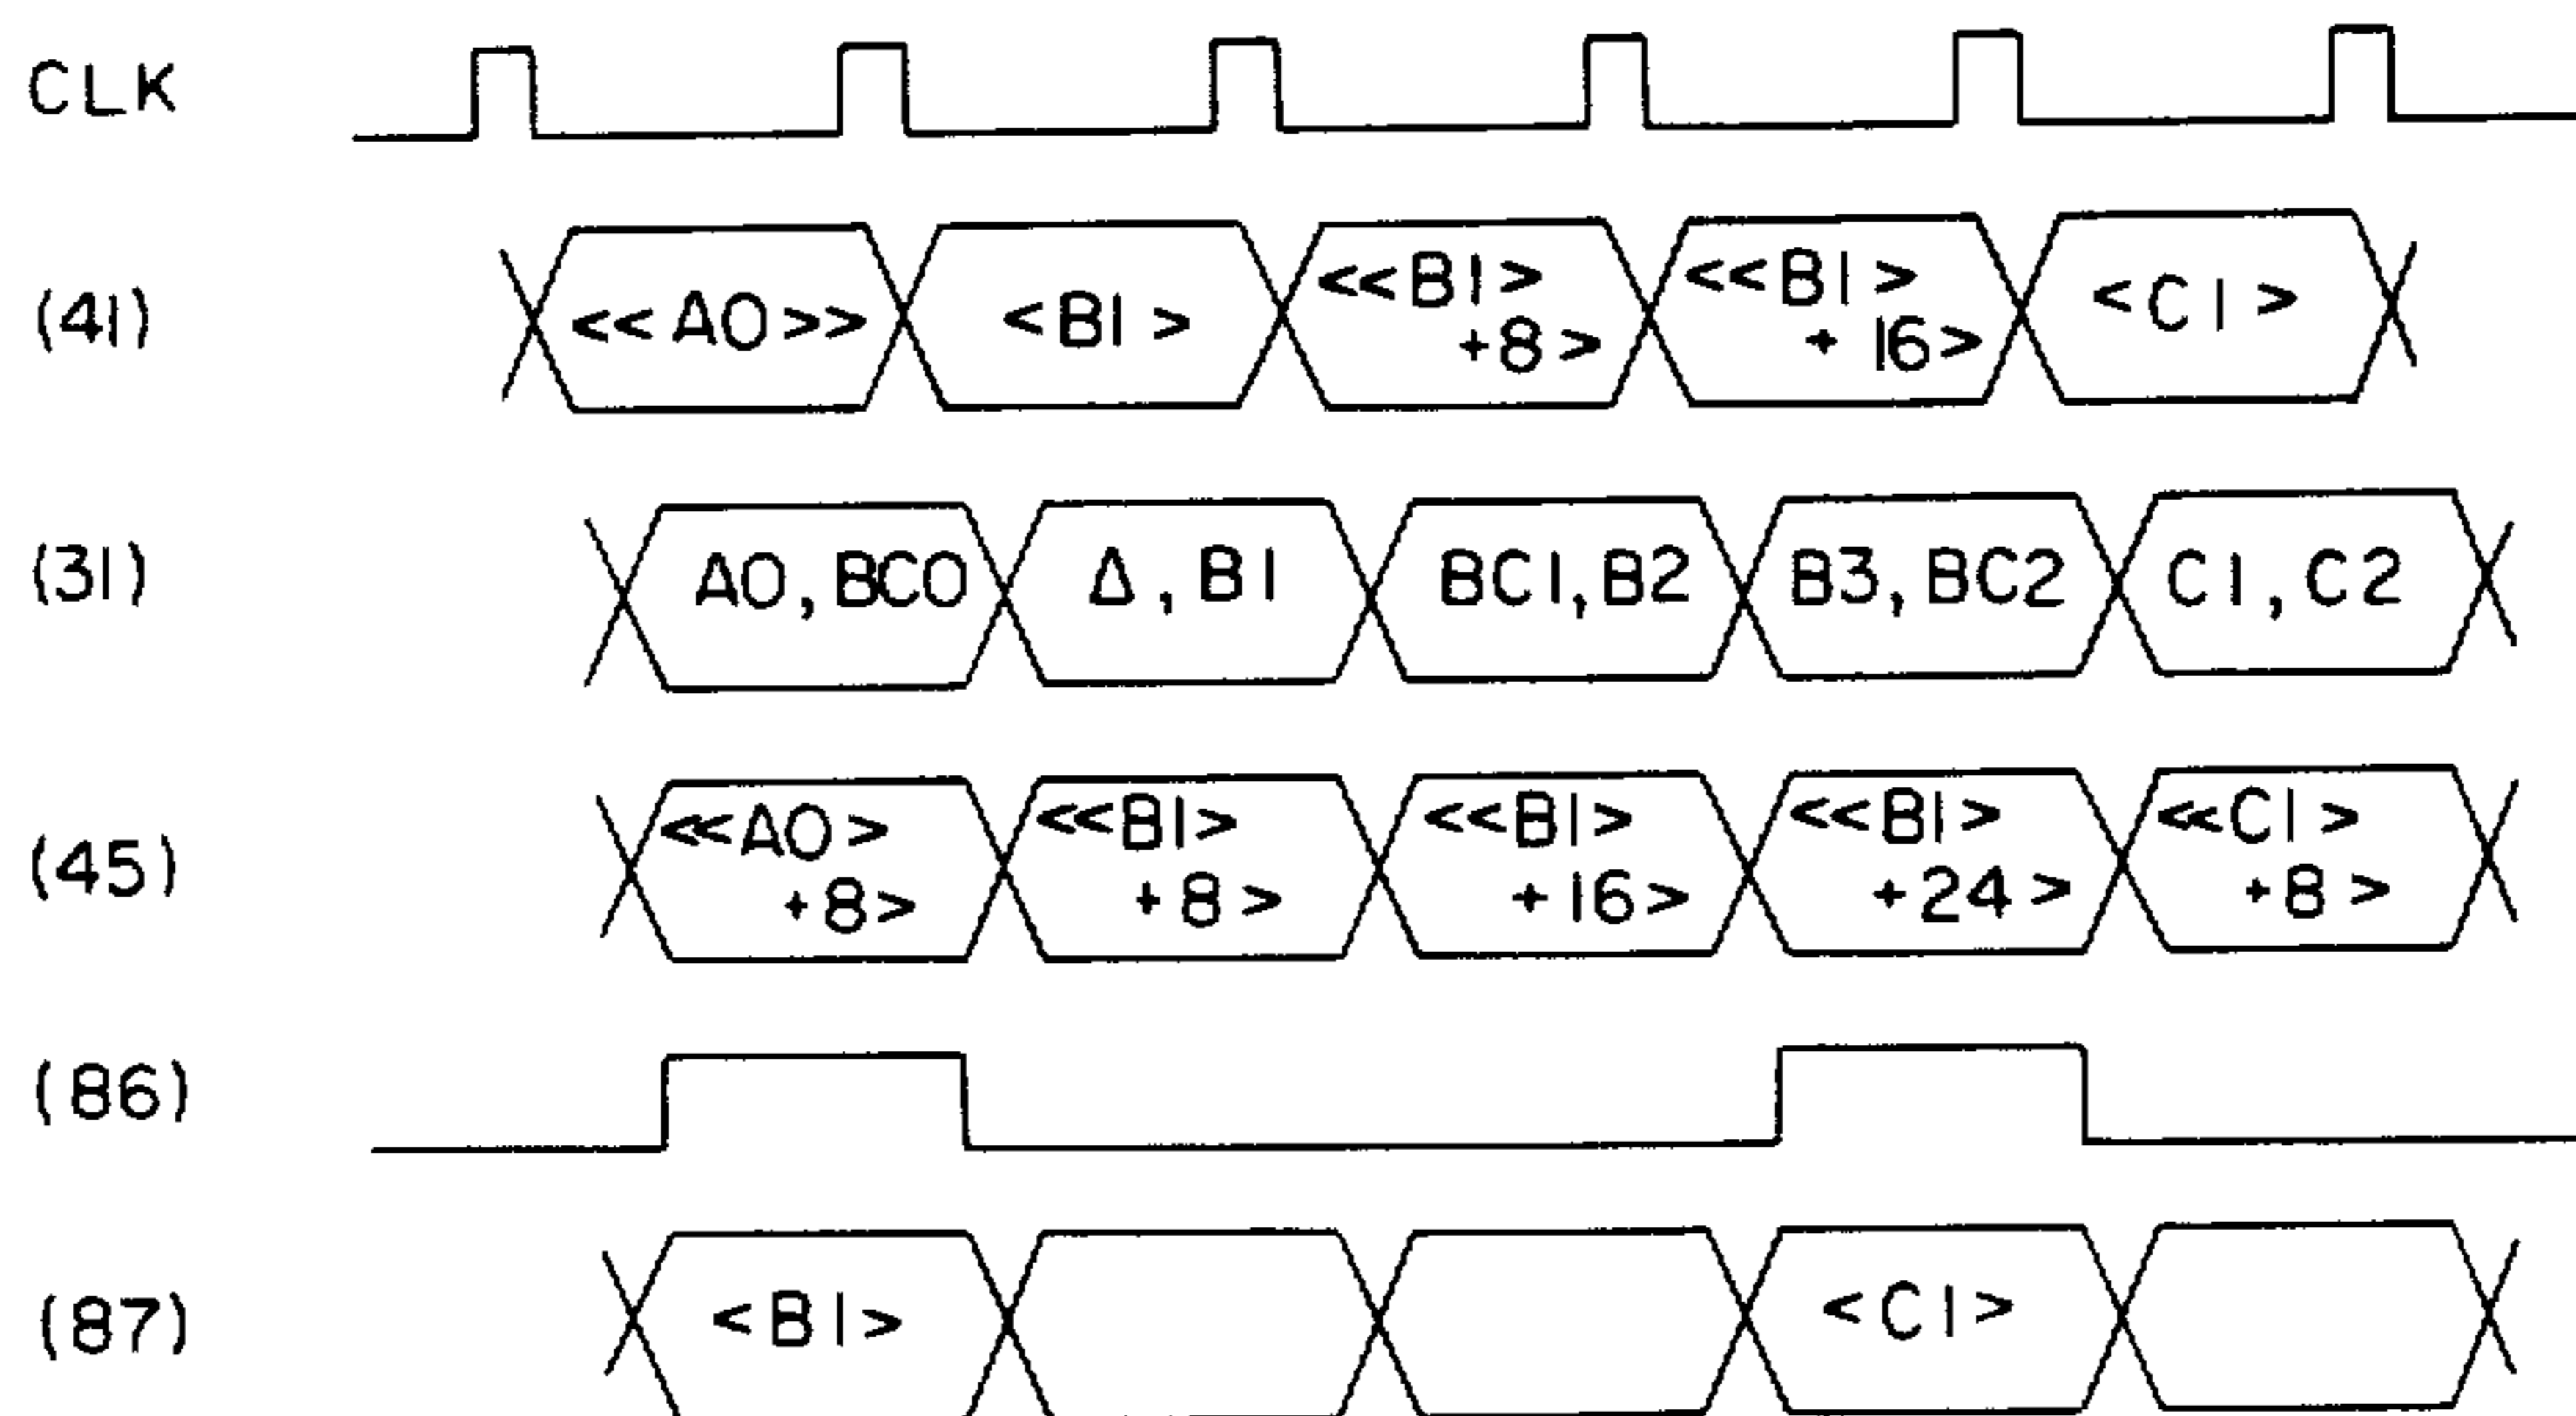 CLK
(41) <<A0>> <B1> <<B1> <<B1> <C1>
+8> +16>
(31) A0, BC0 Δ, B1 BC1, B2 B3, BC2 C1, C2
(45) <<A0> <<B1> <<B1> <<B1> <<C1>
+8> +8> +16> +24> +8>
(86)
(87) <B1> <C1>